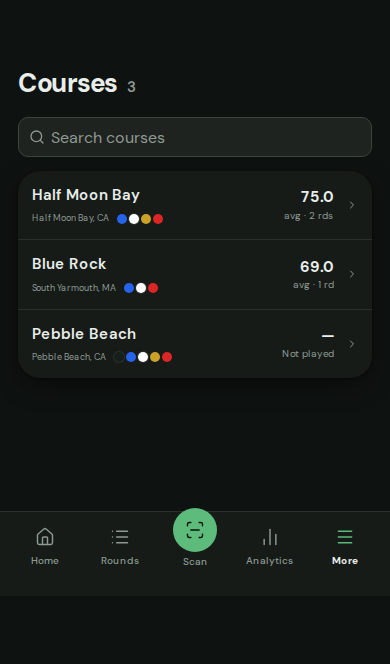 Courses 3
Search courses
Half Moon Bay 75.0
Half Moon Bay, CA avg · 2 rds
Blue Rock 69.0
South Yarmouth, MA avg · 1 rd
Pebble Beach —
Pebble Beach, CA Not played
Home Rounds Scan Analytics More